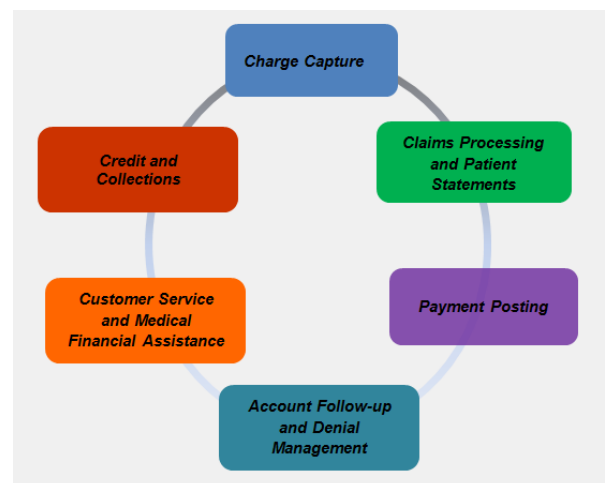 Charge Capture
Claims Processing
and Patient
Statements
Payment Posting
Account Follow-up
and Denial
Management
Customer Service
and Medical
Financial Assistance
Credit and
Collections